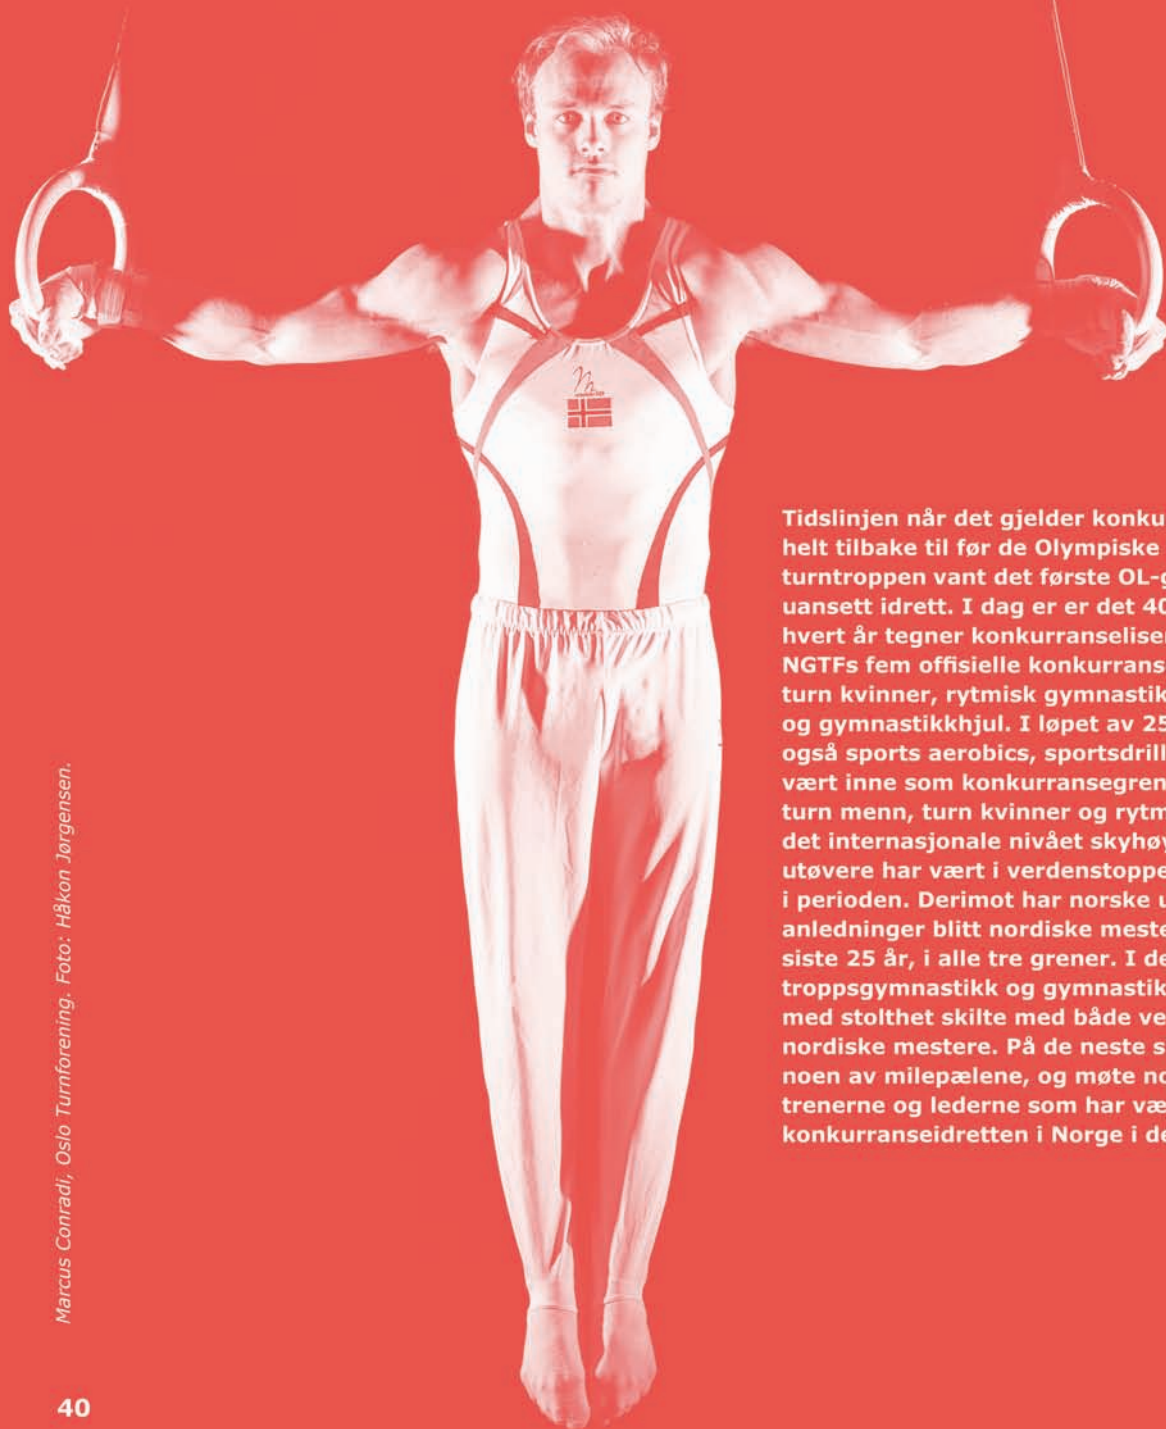 Tidslinjen når det gjelder konku
helt tilbake til før de Olympiske
turntroppen vant det første OL-g
uansett idrett. I dag er er det 40
hvert år tegner konkurranseliser
NGTFs fem offisielle konkurrans
turn kvinner, rytmisk gymnastik
og gymnastikkhjul. I løpet av 25
også sports aerobics, sportsdrill
vært inne som konkurransegren
turn menn, turn kvinner og rytm
det internasjonale nivået skyhøy
utøvere har vært i verdenstoppe
i perioden. Derimot har norske u
anledninger blitt nordiske meste
siste 25 år, i alle tre grener. I de
troppsgymnastikk og gymnastik
med stolthet skilte med både ve
nordiske mestere. På de neste s
noen av milepælene, og møte no
trenerne og lederne som har væ
konkurranseidretten i Norge i de
Marcus Conradi, Oslo Turnforening. Foto: Håkon Jørgensen.
40